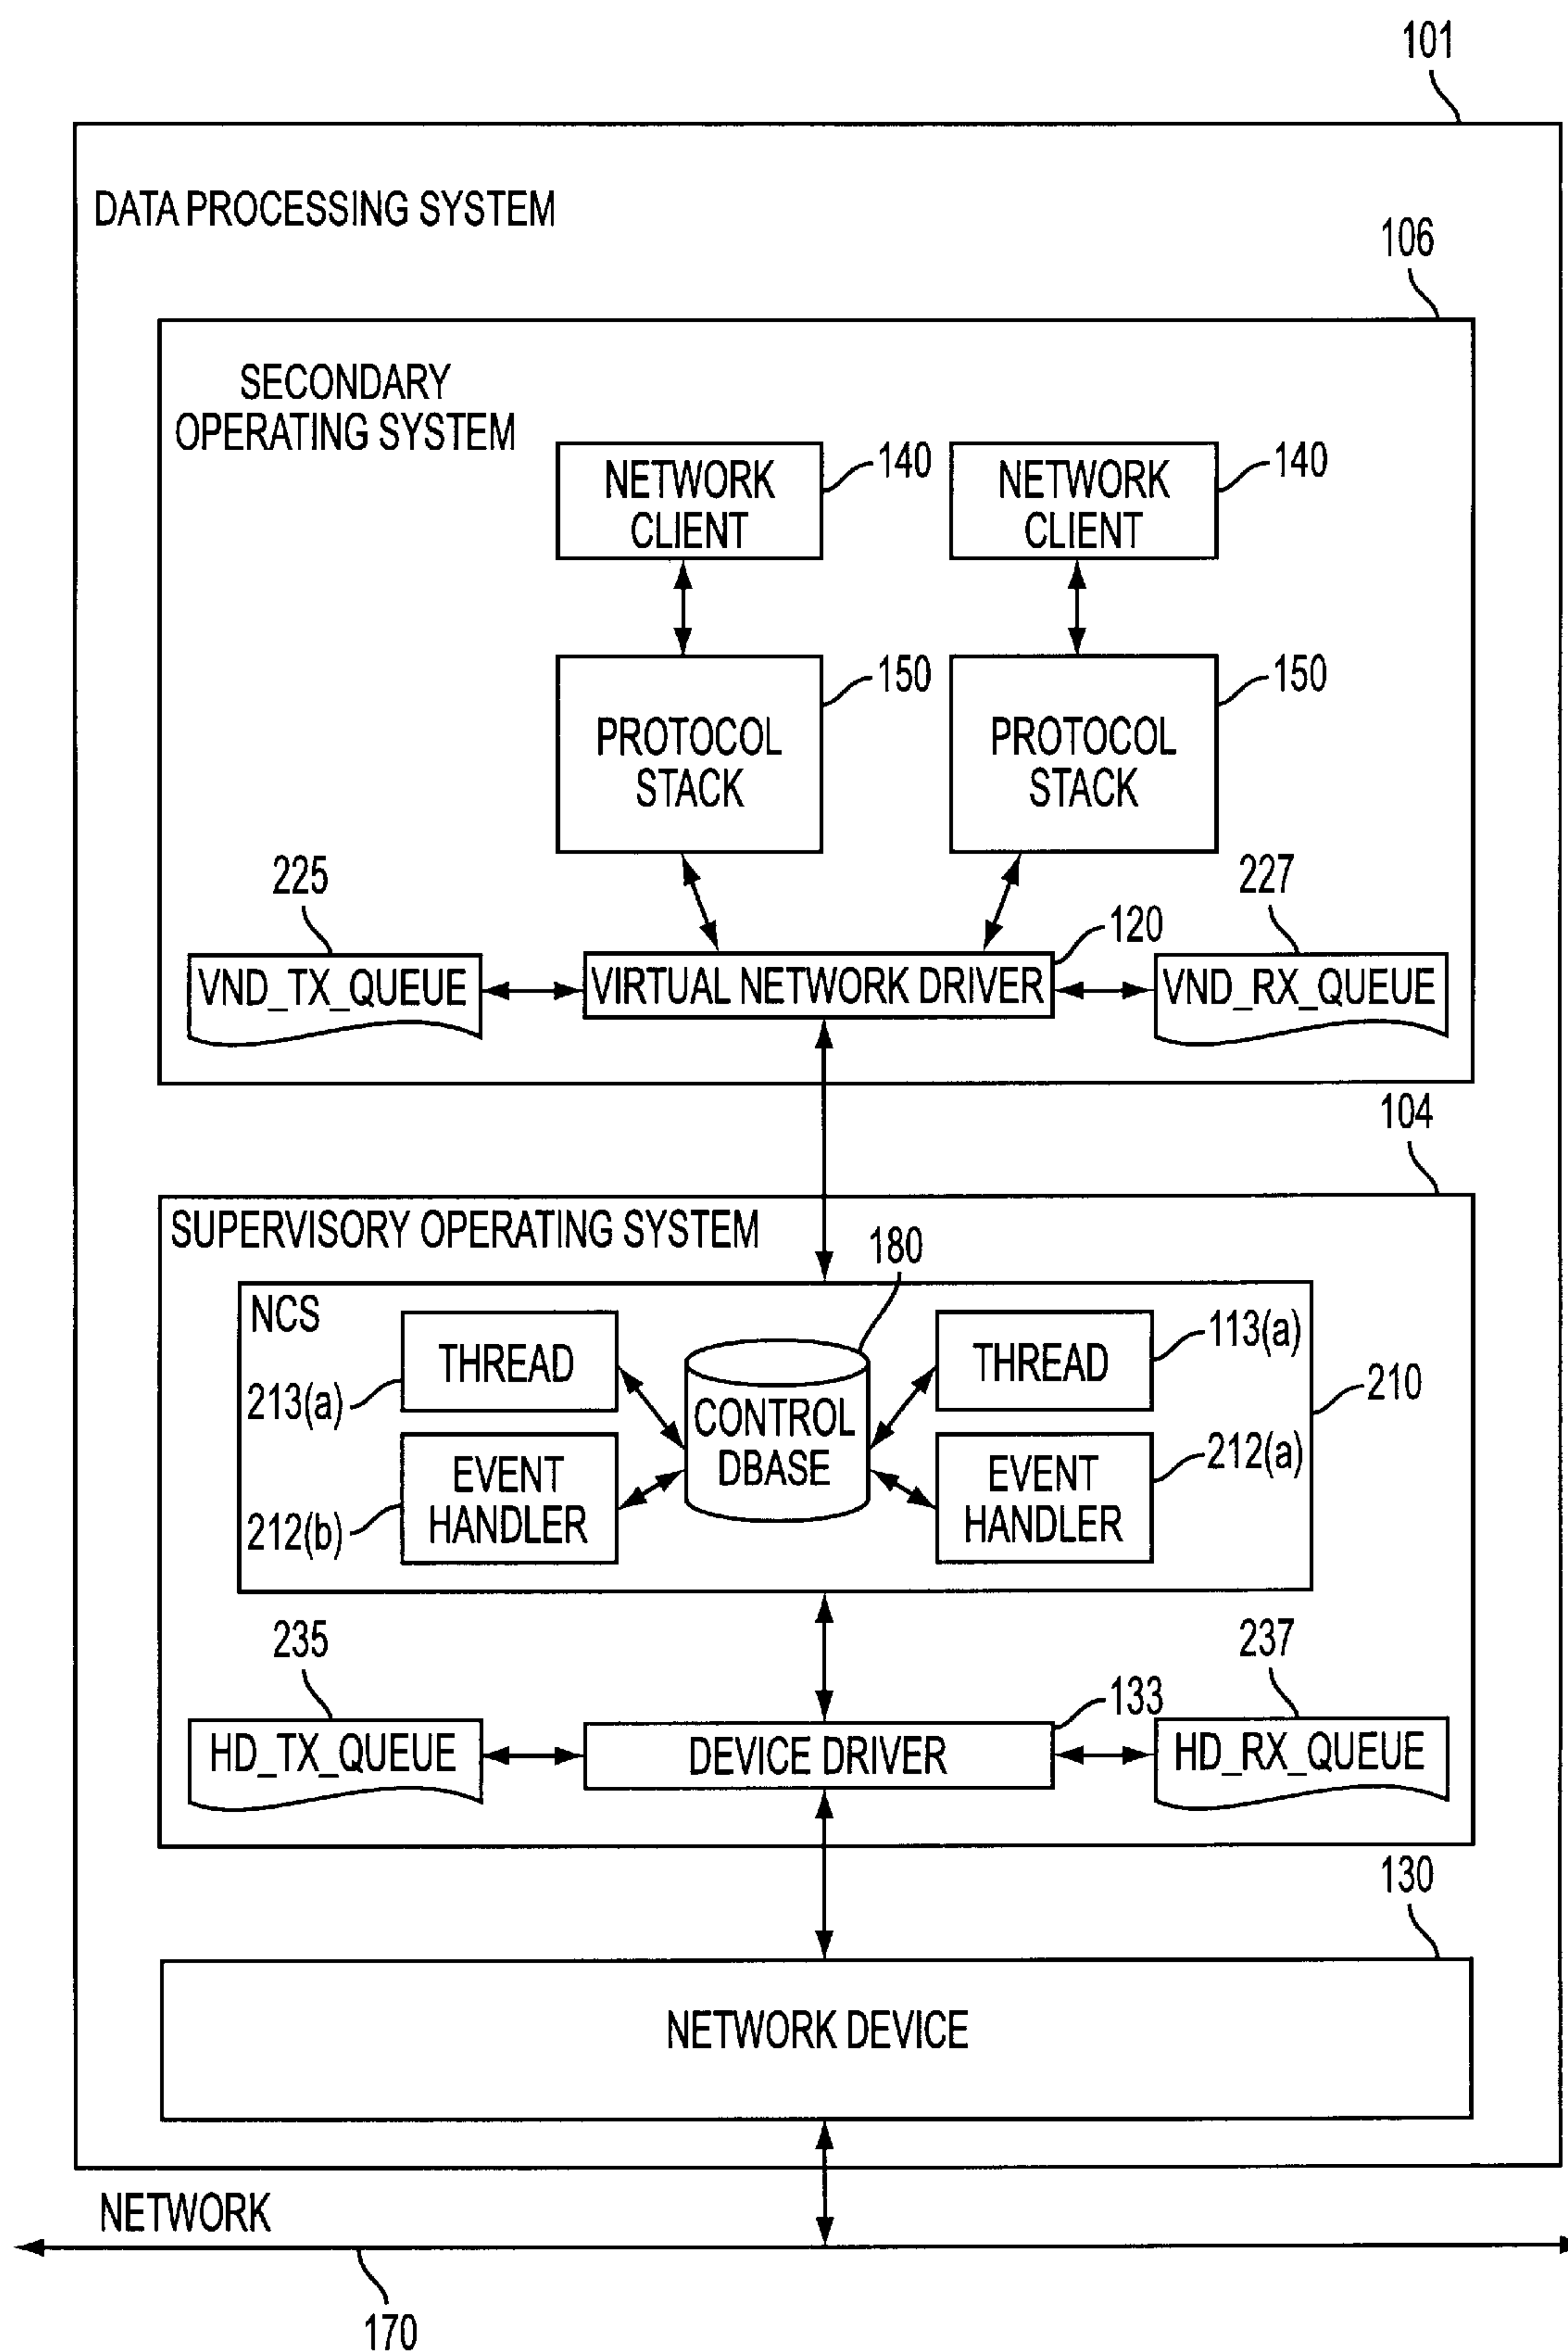 101
DATA PROCESSING SYSTEM
106
SECONDARY
OPERATING SYSTEM
NETWORK
CLIENT
140
NETWORK
CLIENT
140
PROTOCOL
STACK
150
PROTOCOL
STACK
150
225
227
120
VND_TX_QUEUE
VIRTUAL NETWORK DRIVER
VND_RX_QUEUE
104
SUPERVISORY OPERATING SYSTEM
180
NCS
THREAD
213(a)
CONTROL
DBASE
THREAD
113(a)
210
EVENT
HANDLER
212(b)
EVENT
HANDLER
212(a)
235
237
133
HD_TX_QUEUE
DEVICE DRIVER
HD_RX_QUEUE
130
NETWORK DEVICE
NETWORK
170